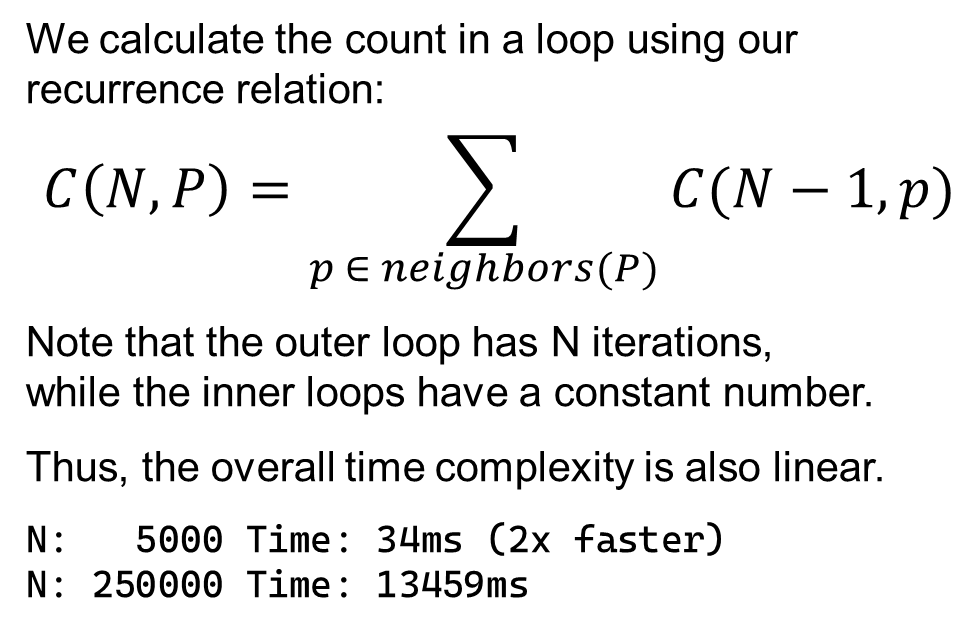 We calculate the count in a loop using our
recurrence relation:
C(N, P) = ∑ C(N − 1, p)
p ∈ neighbors(P)
Note that the outer loop has N iterations,
while the inner loops have a constant number.
Thus, the overall time complexity is also linear.
N:   5000 Time: 34ms (2x faster)
N: 250000 Time: 13459ms